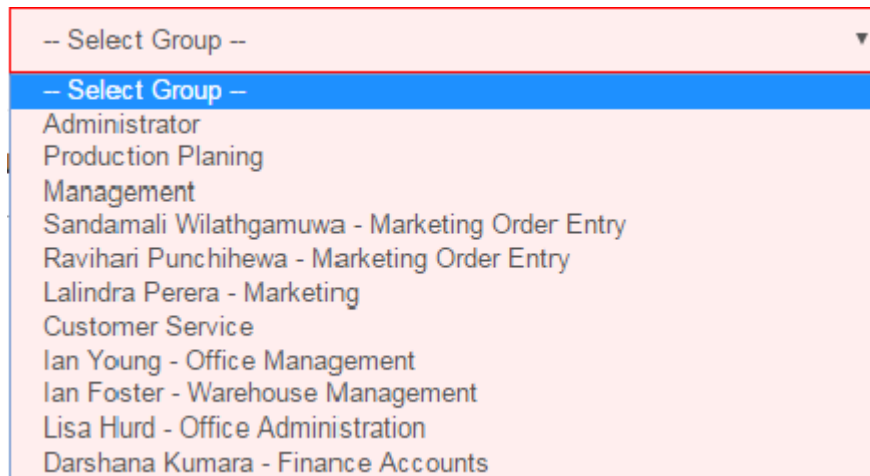 -- Select Group --
-- Select Group --
Administrator
Production Planing
Management
Sandamali Wilathgamuwa - Marketing Order Entry
Ravihari Punchihewa - Marketing Order Entry
Lalindra Perera - Marketing
Customer Service
Ian Young - Office Management
Ian Foster - Warehouse Management
Lisa Hurd - Office Administration
Darshana Kumara - Finance Accounts